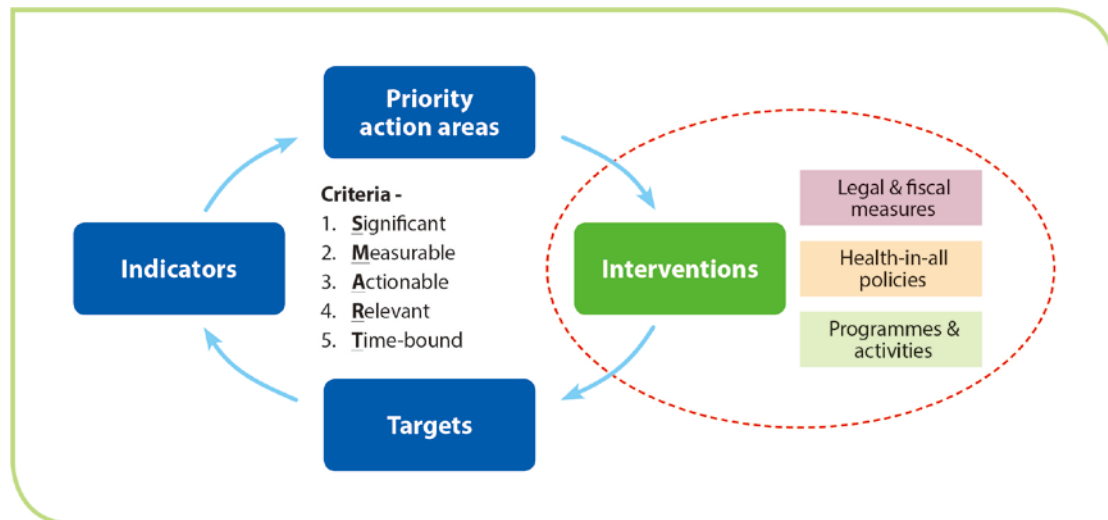 Priority
action areas
Criteria -
1. Significant
2. Measurable
3. Actionable
4. Relevant
5. Time-bound
Indicators
Interventions
Legal & fiscal
measures
Health-in-all
policies
Programmes &
activities
Targets